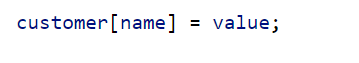 customer[name] = value;